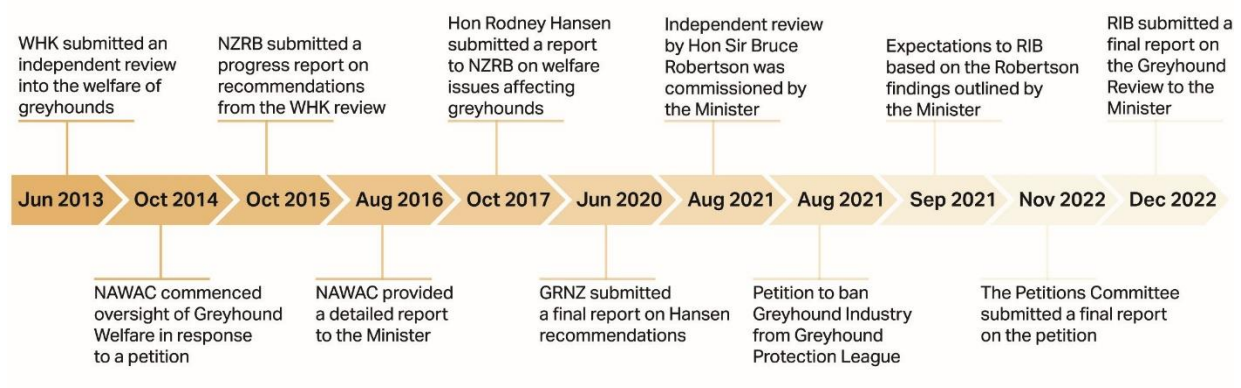 WHK submitted an
independent review
into the welfare of
greyhounds
NZRB submitted a
progress report on
recommendations
from the WHK review
Hon Rodney Hansen
submitted a report
to NZRB on welfare
issues affecting
greyhounds
Independent review
by Hon Sir Bruce
Robertson was
commissioned by
the Minister
Expectations to RIB
based on the Robertson
findings outlined by
the Minister
RIB submitted a
final report on
the Greyhound
Review to the
Minister
Jun 2013
Oct 2014
Oct 2015
Aug 2016
Oct 2017
Jun 2020
Aug 2021
Aug 2021
Sep 2021
Nov 2022
Dec 2022
NAWAC commenced
oversight of Greyhound
Welfare in response
to a petition
NAWAC provided
a detailed report
to the Minister
GRNZ submitted
a final report on Hansen
recommendations
Petition to ban
Greyhound Industry
from Greyhound
Protection League
The Petitions Committee
submitted a final report
on the petition